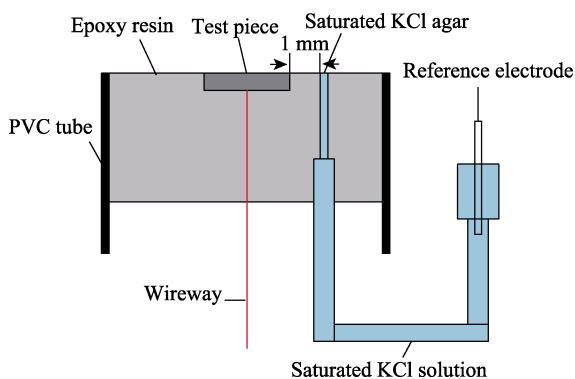 Epoxy resin
Test piece
Saturated KCl agar
1 mm
Reference electrode
PVC tube
Wireway
Saturated KCl solution